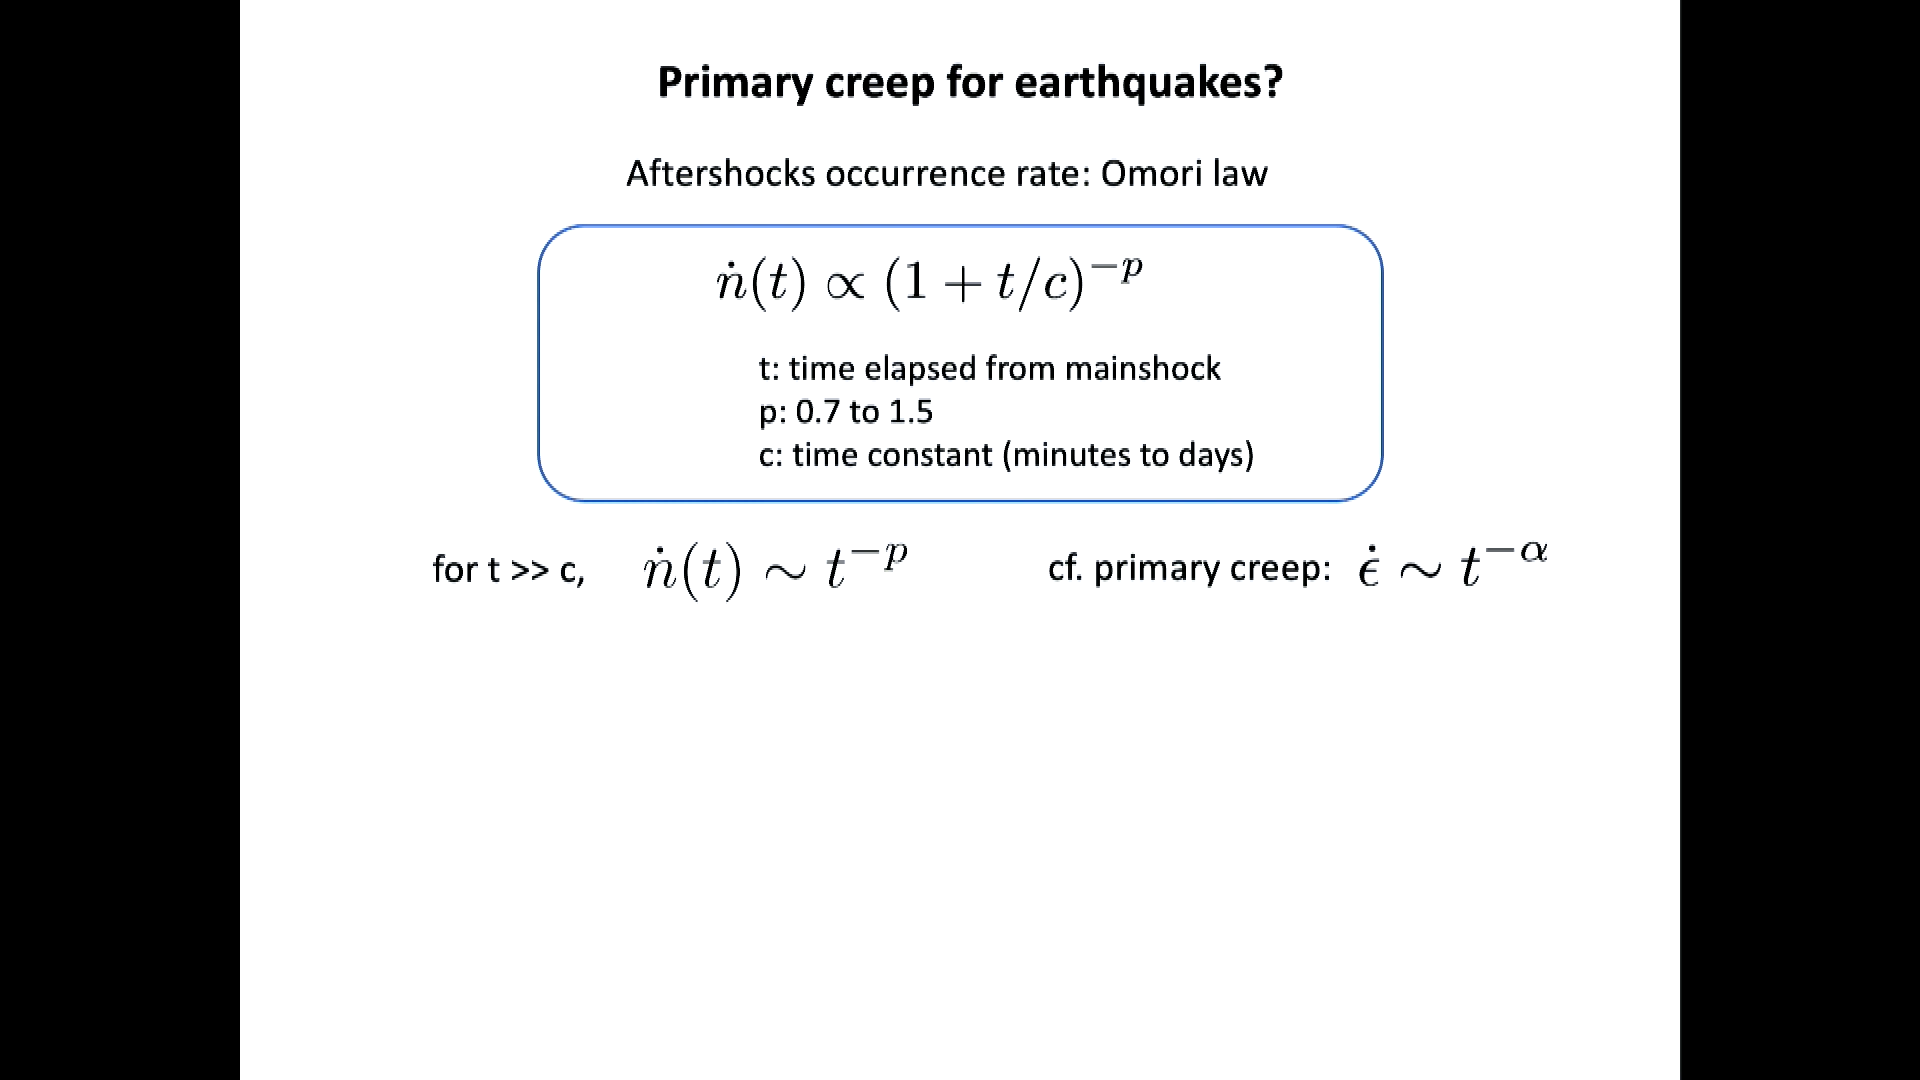 Primary creep for earthquakes?
Aftershocks occurrence rate: Omori law
ṅ(t) ∝ (1 + t/c)^{−p}
t: time elapsed from mainshock
p: 0.7 to 1.5
c: time constant (minutes to days)
for t >> c, ṅ(t) ∼ t^{−p} cf. primary creep: ϵ̇ ∼ t^{−α}